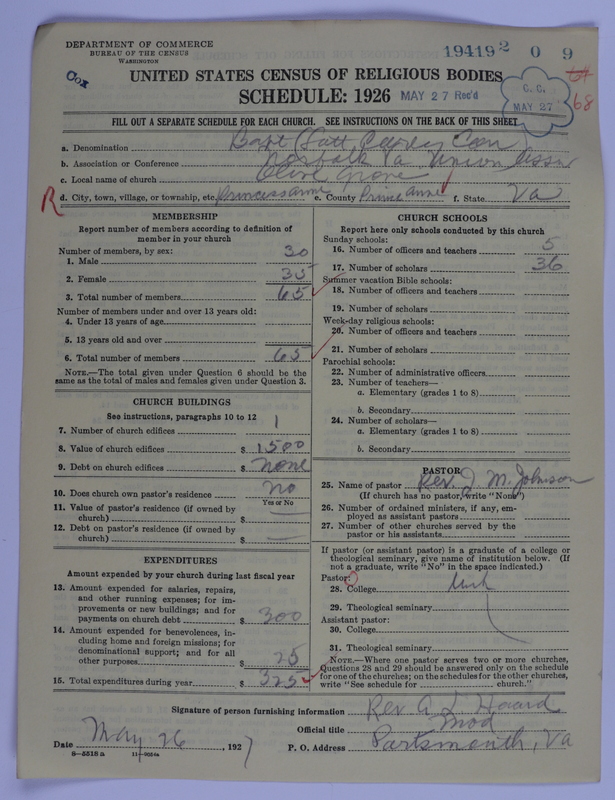 DEPARTMENT OF COMMERCE
BUREAU OF THE CENSUS
WASHINGTON
194192 0 9
Cox
UNITED STATES CENSUS OF RELIGIOUS BODIES
SCHEDULE: 1926
MAY 27 Rec'd
C. C.
MAY 27
68
FILL OUT A SEPARATE SCHEDULE FOR EACH CHURCH. SEE INSTRUCTIONS ON THE BACK OF THIS SHEET
a. Denomination Bapt
b. Association or Conference Norfolk Va Union Assn
c. Local name of church Olive Grove
R d. City, town, village, or township, etc. Princess anne e. County Prince anne f. State Va
MEMBERSHIP
Report number of members according to definition of
member in your church
Number of members, by sex:
1. Male 30
2. Female 35
3. Total number of members 65
Number of members under and over 13 years old:
4. Under 13 years of age
5. 13 years old and over
6. Total number of members 65
NOTE.—The total given under Question 6 should be the
same as the total of males and females given under Question 3.
CHURCH BUILDINGS
See instructions, paragraphs 10 to 12
7. Number of church edifices 1
8. Value of church edifices $ 1500
9. Debt on church edifices $ none
10. Does church own pastor's residence no
Yes or No
11. Value of pastor's residence (if owned by
church) $
12. Debt on pastor's residence (if owned by
church) $
EXPENDITURES
Amount expended by your church during last fiscal year
13. Amount expended for salaries, repairs,
and other running expenses; for im-
provements or new buildings; and for
payments on church debt $ 300
14. Amount expended for benevolences, in-
cluding home and foreign missions; for
denominational support; and for all
other purposes $ 25
15. Total expenditures during year $ 325
CHURCH SCHOOLS
Report here only schools conducted by this church
Sunday schools:
16. Number of officers and teachers 5
17. Number of scholars 36
Summer vacation Bible schools:
18. Number of officers and teachers
19. Number of scholars
Week-day religious schools:
20. Number of officers and teachers
21. Number of scholars
Parochial schools:
22. Number of administrative officers
23. Number of teachers—
a. Elementary (grades 1 to 8)
b. Secondary
24. Number of scholars—
a. Elementary (grades 1 to 8)
b. Secondary
PASTOR
25. Name of pastor Rev. J. M. Johnson
(If church has no pastor, write "None")
26. Number of ordained ministers, if any, em-
ployed as assistant pastors
27. Number of other churches served by the
pastor or his assistants
If pastor (or assistant pastor) is a graduate of a college or
theological seminary, give name of institution below. (If
not a graduate, write "No" in the space indicated.)
Pastor:
28. College Unk
29. Theological seminary
Assistant pastor:
30. College
31. Theological seminary
NOTE.—Where one pastor serves two or more churches,
Questions 28 and 29 should be answered only on the schedule
for one of the churches; on the schedules for the other churches,
write "See schedule for church."
Signature of person furnishing information Rev A L
Official title Mod
Date May 26, 1927
P. O. Address Portsmouth, Va
8—5518a